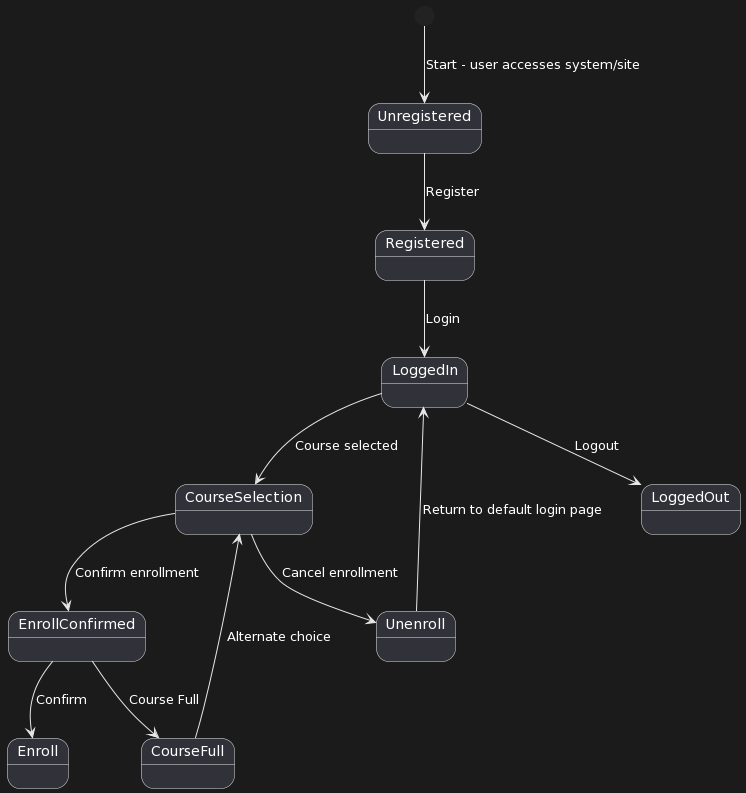 Start - user accesses system/site
Unregistered
Register
Registered
Login
LoggedIn
Course selected
Logout
CourseSelection
LoggedOut
Return to default login page
Confirm enrollment
Cancel enrollment
EnrollConfirmed
Unenroll
Alternate choice
Confirm
Course Full
Enroll
CourseFull